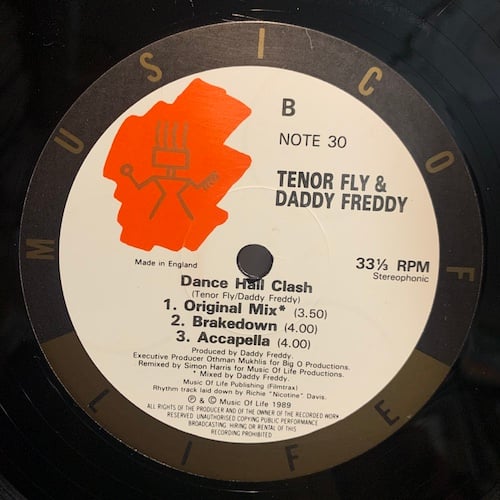 MUSIC OF LIFE
B
NOTE 30
TENOR FLY &
DADDY FREDDY
Made in England
33⅓ RPM
Stereophonic
Dance Hall Clash
(Tenor Fly/Daddy Freddy)
1. Original Mix* (3.50)
2. Brakedown (4.00)
3. Accapella (4.00)
Produced by Daddy Freddy.
Executive Producer Othman Mukhlis for Big O Productions.
Remixed by Simon Harris for Music Of Life Productions.
* Mixed by Daddy Freddy.
Music Of Life Publishing (Filmtrax)
Rhythm track laid down by Richie "Nicotine" Davis.
℗ & © Music Of Life 1989
ALL RIGHTS OF THE PRODUCER AND OF THE OWNER OF THE RECORDED WORK
RESERVED UNAUTHORISED COPYING PUBLIC PERFORMANCE
BROADCASTING HIRING OR RENTAL OF THIS
RECORDING PROHIBITED